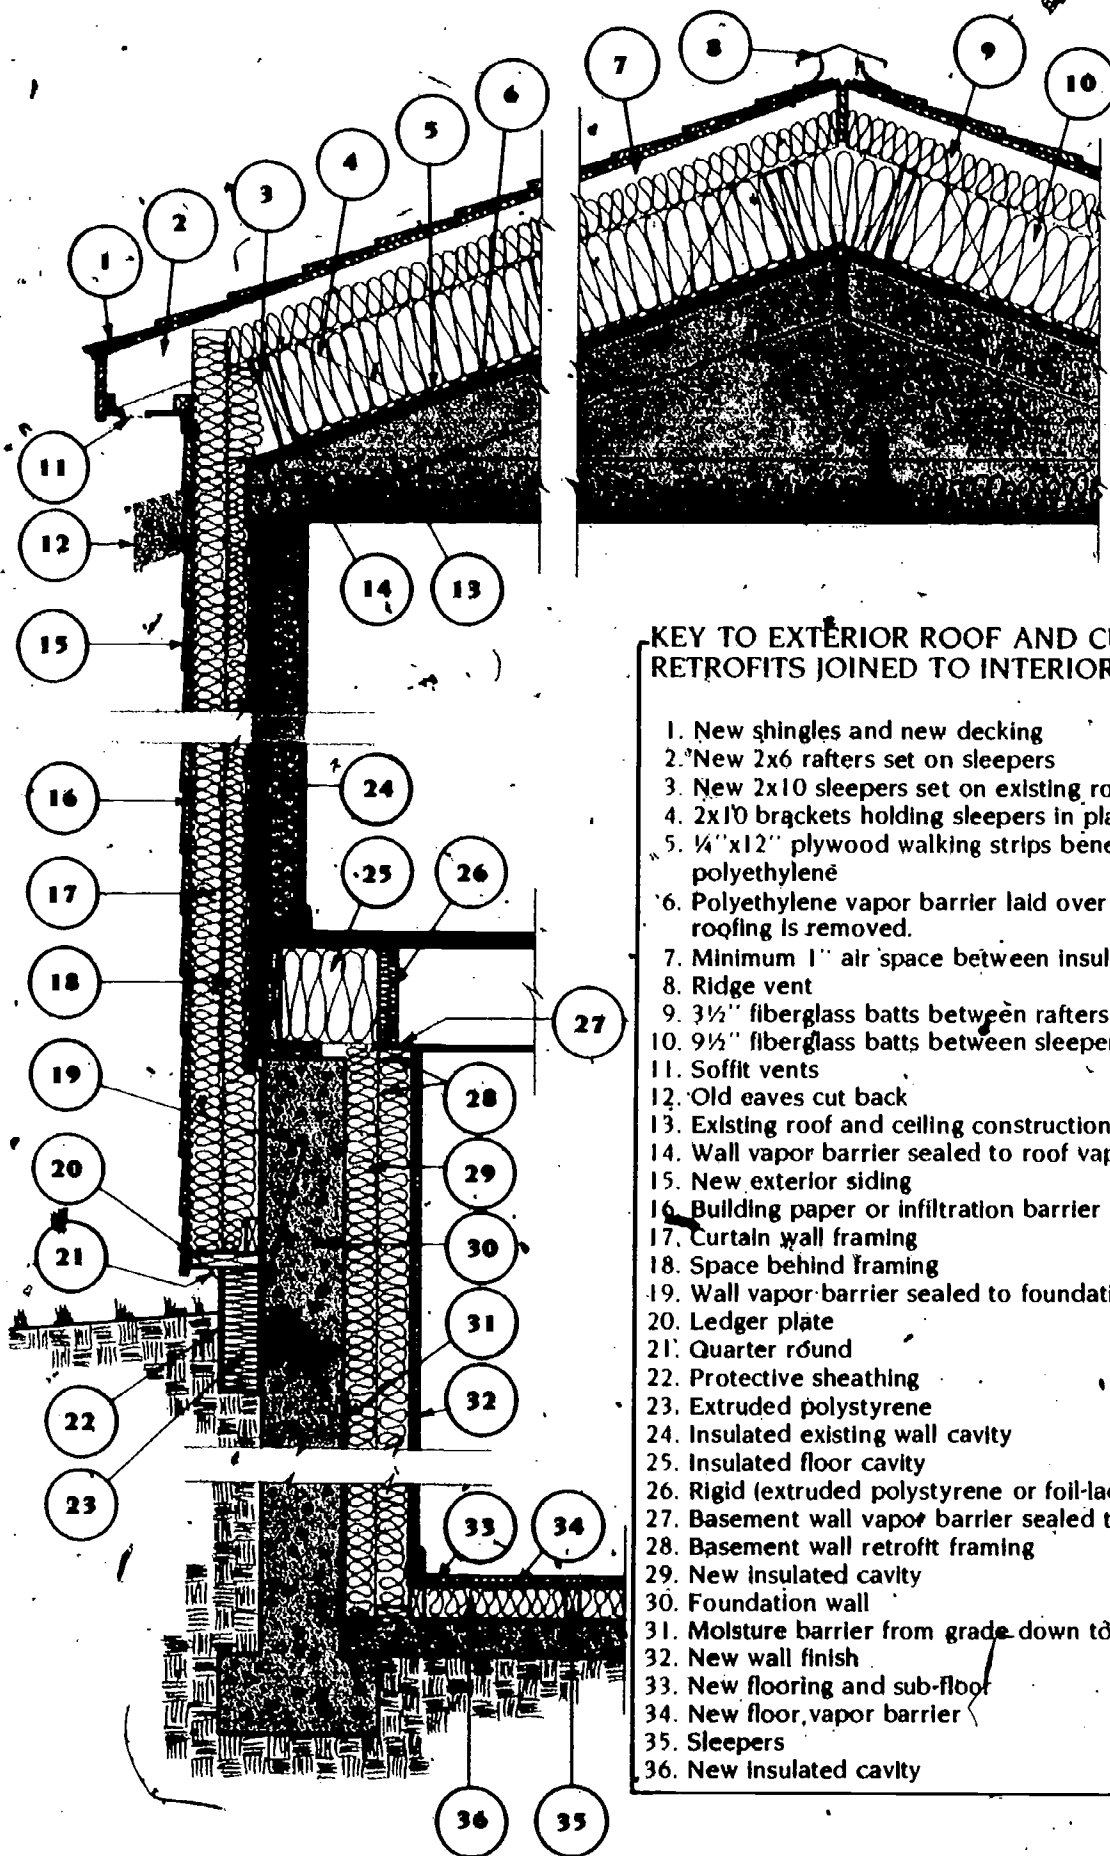 1
2
3
4
5
6
7
8
9
10
11
12
13
14
15
16
17
18
19
20
21
22
23
24
25
26
27
28
29
30
31
32
33
34
35
36
KEY TO EXTERIOR ROOF AND
RETROFITS JOINED TO INTERIOR
1. New shingles and new decking
2. New 2x6 rafters set on sleepers
3. New 2x10 sleepers set on existing
4. 2x10 brackets holding sleepers in
5. ¼"x12" plywood walking strips
polyethylene
6. Polyethylene vapor barrier laid over
roofing is removed.
7. Minimum 1" air space between
8. Ridge vent
9. 3½" fiberglass batts between rafters
10. 9½" fiberglass batts between
11. Soffit vents
12. Old eaves cut back
13. Existing roof and ceiling construction
14. Wall vapor barrier sealed to roof
15. New exterior siding
16. Building paper or infiltration barrier
17. Curtain wall framing
18. Space behind framing
19. Wall vapor barrier sealed to
20. Ledger plate
21. Quarter round
22. Protective sheathing
23. Extruded polystyrene
24. Insulated existing wall cavity
25. Insulated floor cavity
26. Rigid (extruded polystyrene or
27. Basement wall vapor barrier sealed
28. Basement wall retrofit framing
29. New insulated cavity
30. Foundation wall
31. Moisture barrier from grade down
32. New wall finish
33. New flooring and sub-floor
34. New floor vapor barrier
35. Sleepers
36. New insulated cavity